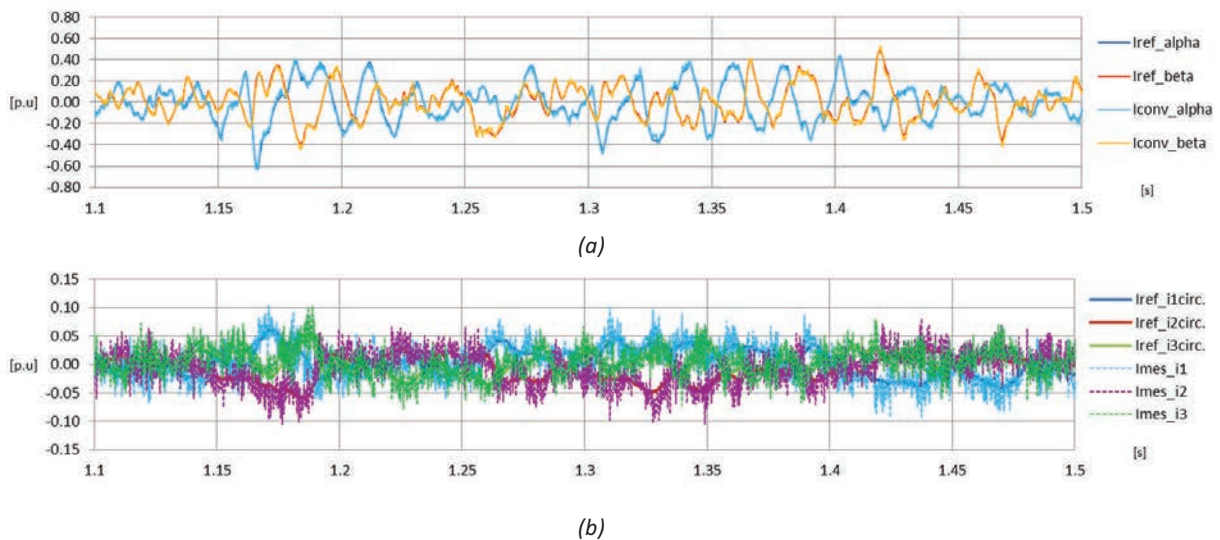 0.80
0.60
0.40
0.20
0.00
-0.20
-0.40
-0.60
-0.80
[p.u]
1.1 1.15 1.2 1.25 1.3 1.35 1.4 1.45 1.5
[s]
Iref_alpha
Iref_beta
Iconv_alpha
Iconv_beta
(a)
0.15
0.10
0.05
0.00
-0.05
-0.10
-0.15
[p.u]
1.1 1.15 1.2 1.25 1.3 1.35 1.4 1.45 1.5
[s]
Iref_i1circ.
Iref_i2circ.
Iref_i3circ.
Imes_i1
Imes_i2
Imes_i3
(b)